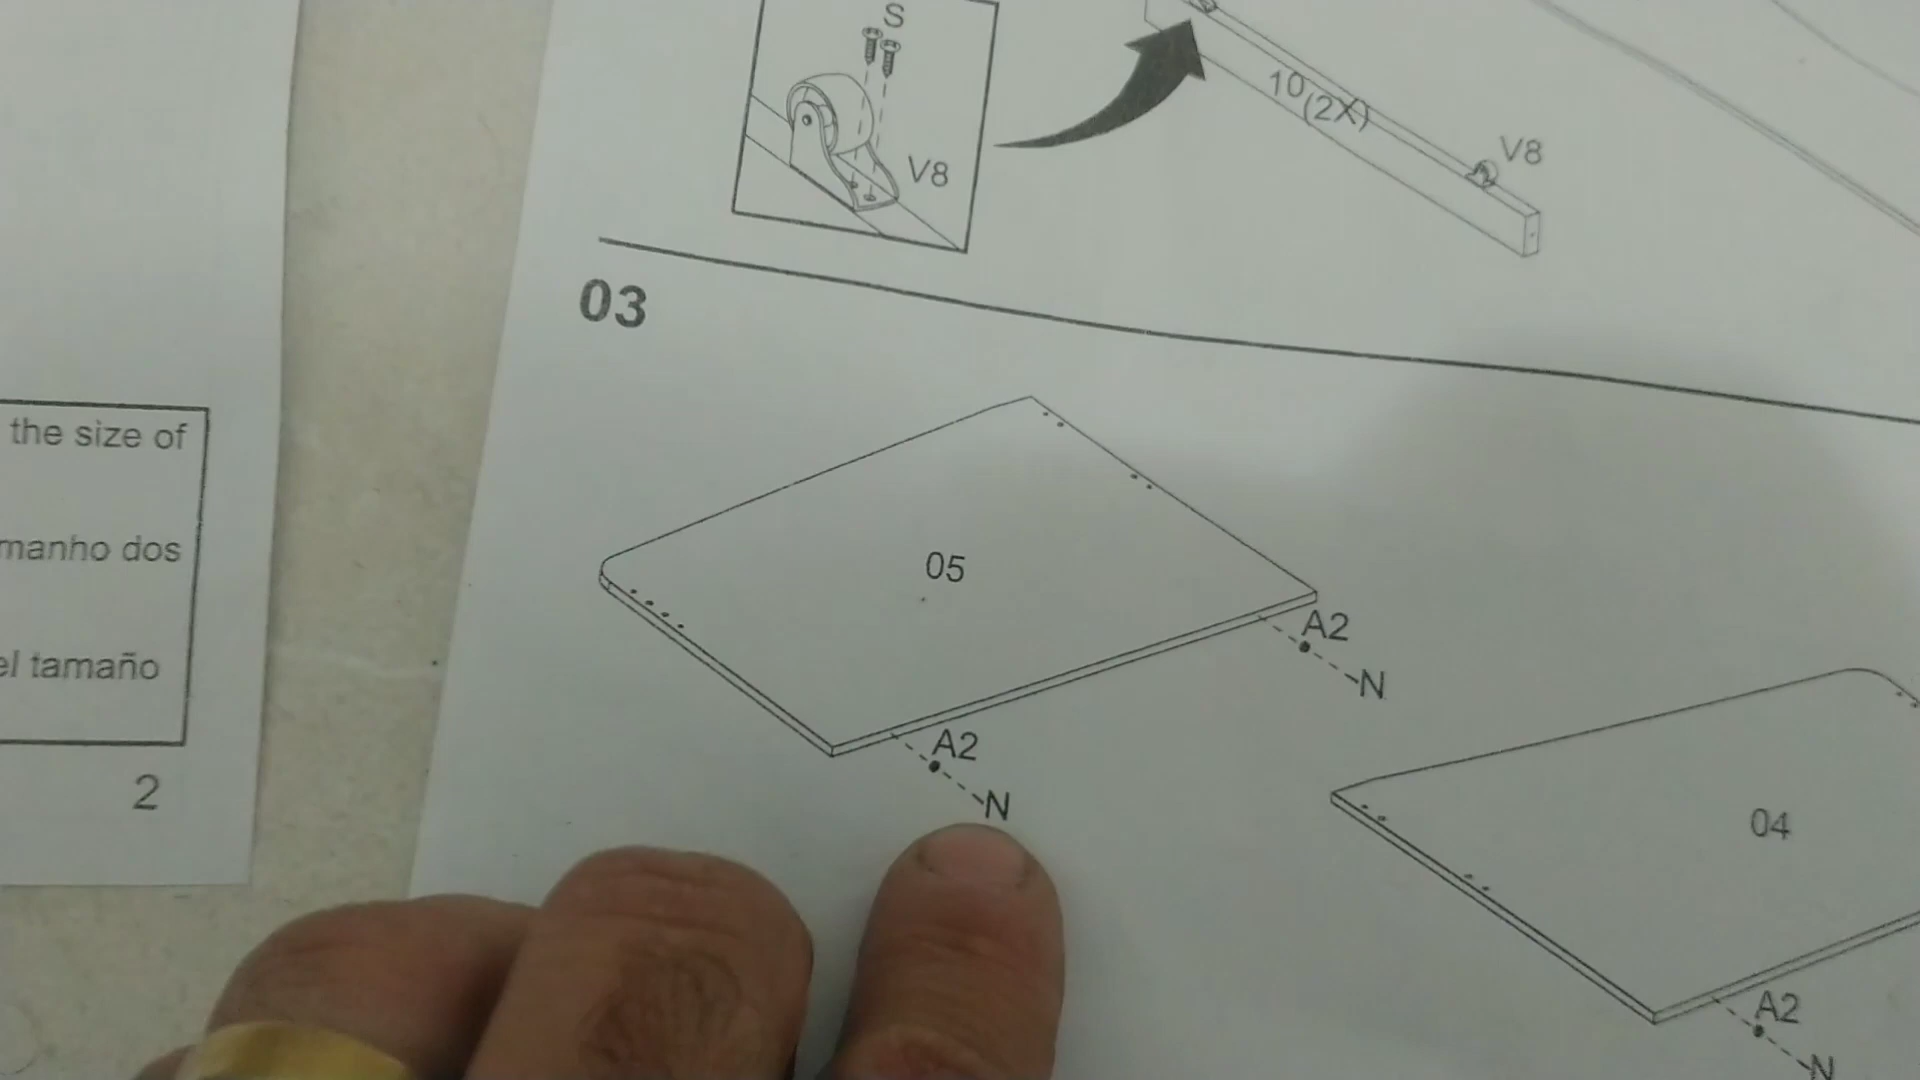 the size of
manho dos
el tamaño
2
S
V8
10(2X)
V8
03
05
A2
N
A2
N
04
A2
N